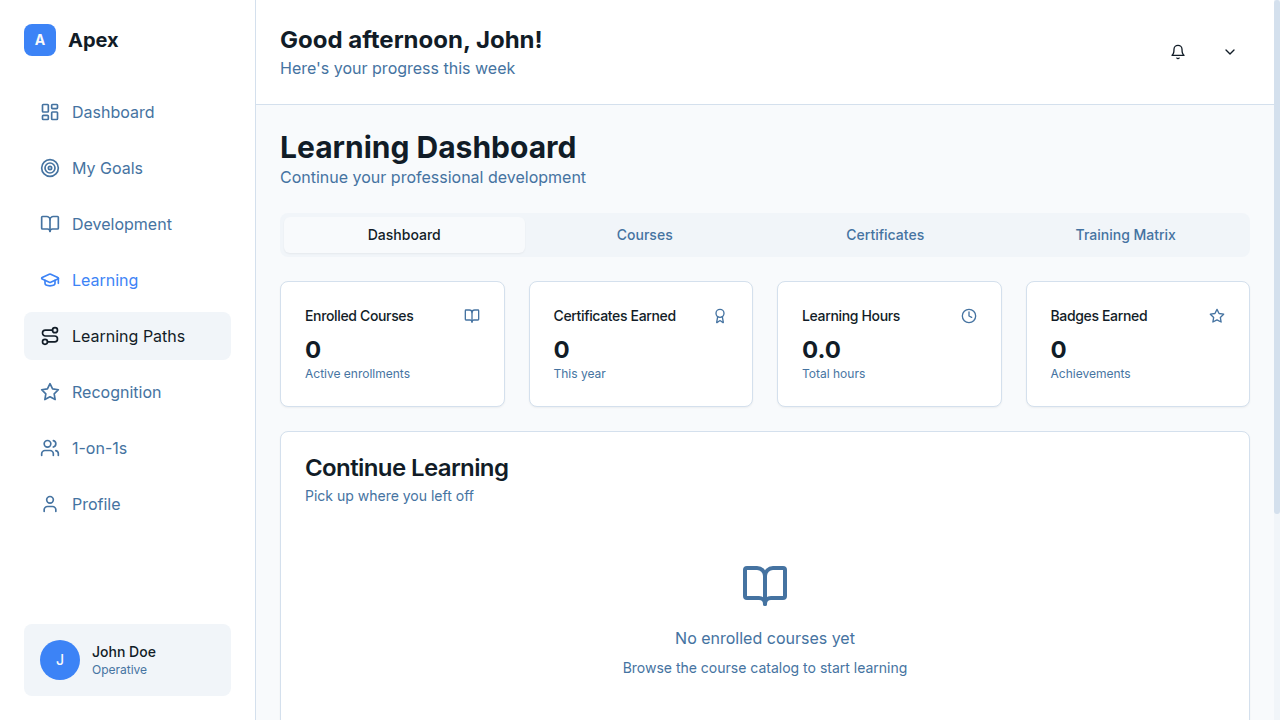 A
Apex
Dashboard
My Goals
Development
Learning
Learning Paths
Recognition
1-on-1s
Profile
J
John Doe
Operative
Good afternoon, John!
Here's your progress this week
Learning Dashboard
Continue your professional development
Dashboard
Courses
Certificates
Training Matrix
Enrolled Courses
0
Active enrollments
Certificates Earned
0
This year
Learning Hours
0.0
Total hours
Badges Earned
0
Achievements
Continue Learning
Pick up where you left off
No enrolled courses yet
Browse the course catalog to start learning